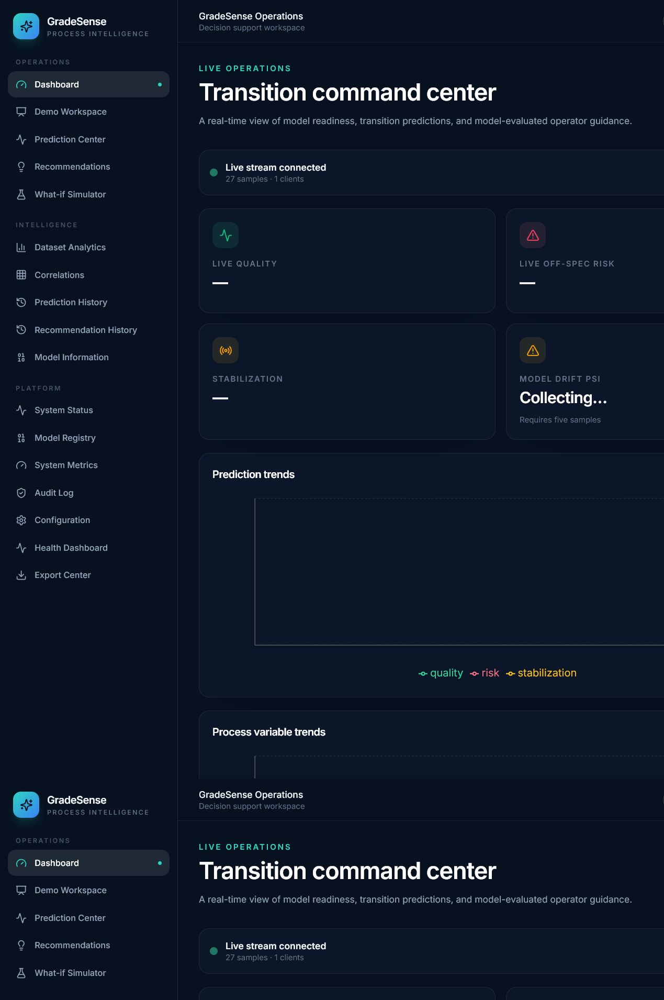 GradeSense
PROCESS INTELLIGENCE
OPERATIONS
Dashboard
Demo Workspace
Prediction Center
Recommendations
What-if Simulator
INTELLIGENCE
Dataset Analytics
Correlations
Prediction History
Recommendation History
Model Information
PLATFORM
System Status
Model Registry
System Metrics
Audit Log
Configuration
Health Dashboard
Export Center
GradeSense Operations
Decision support workspace
LIVE OPERATIONS
Transition command center
A real-time view of model readiness, transition predictions, and model-evaluated operator guidance.
Live stream connected
27 samples · 1 clients
LIVE QUALITY
—
LIVE OFF-SPEC RISK
—
STABILIZATION
—
MODEL DRIFT PSI
Collecting...
Requires five samples
Prediction trends
quality risk stabilization
Process variable trends
GradeSense
PROCESS INTELLIGENCE
OPERATIONS
Dashboard
Demo Workspace
Prediction Center
Recommendations
What-if Simulator
GradeSense Operations
Decision support workspace
LIVE OPERATIONS
Transition command center
A real-time view of model readiness, transition predictions, and model-evaluated operator guidance.
Live stream connected
27 samples · 1 clients